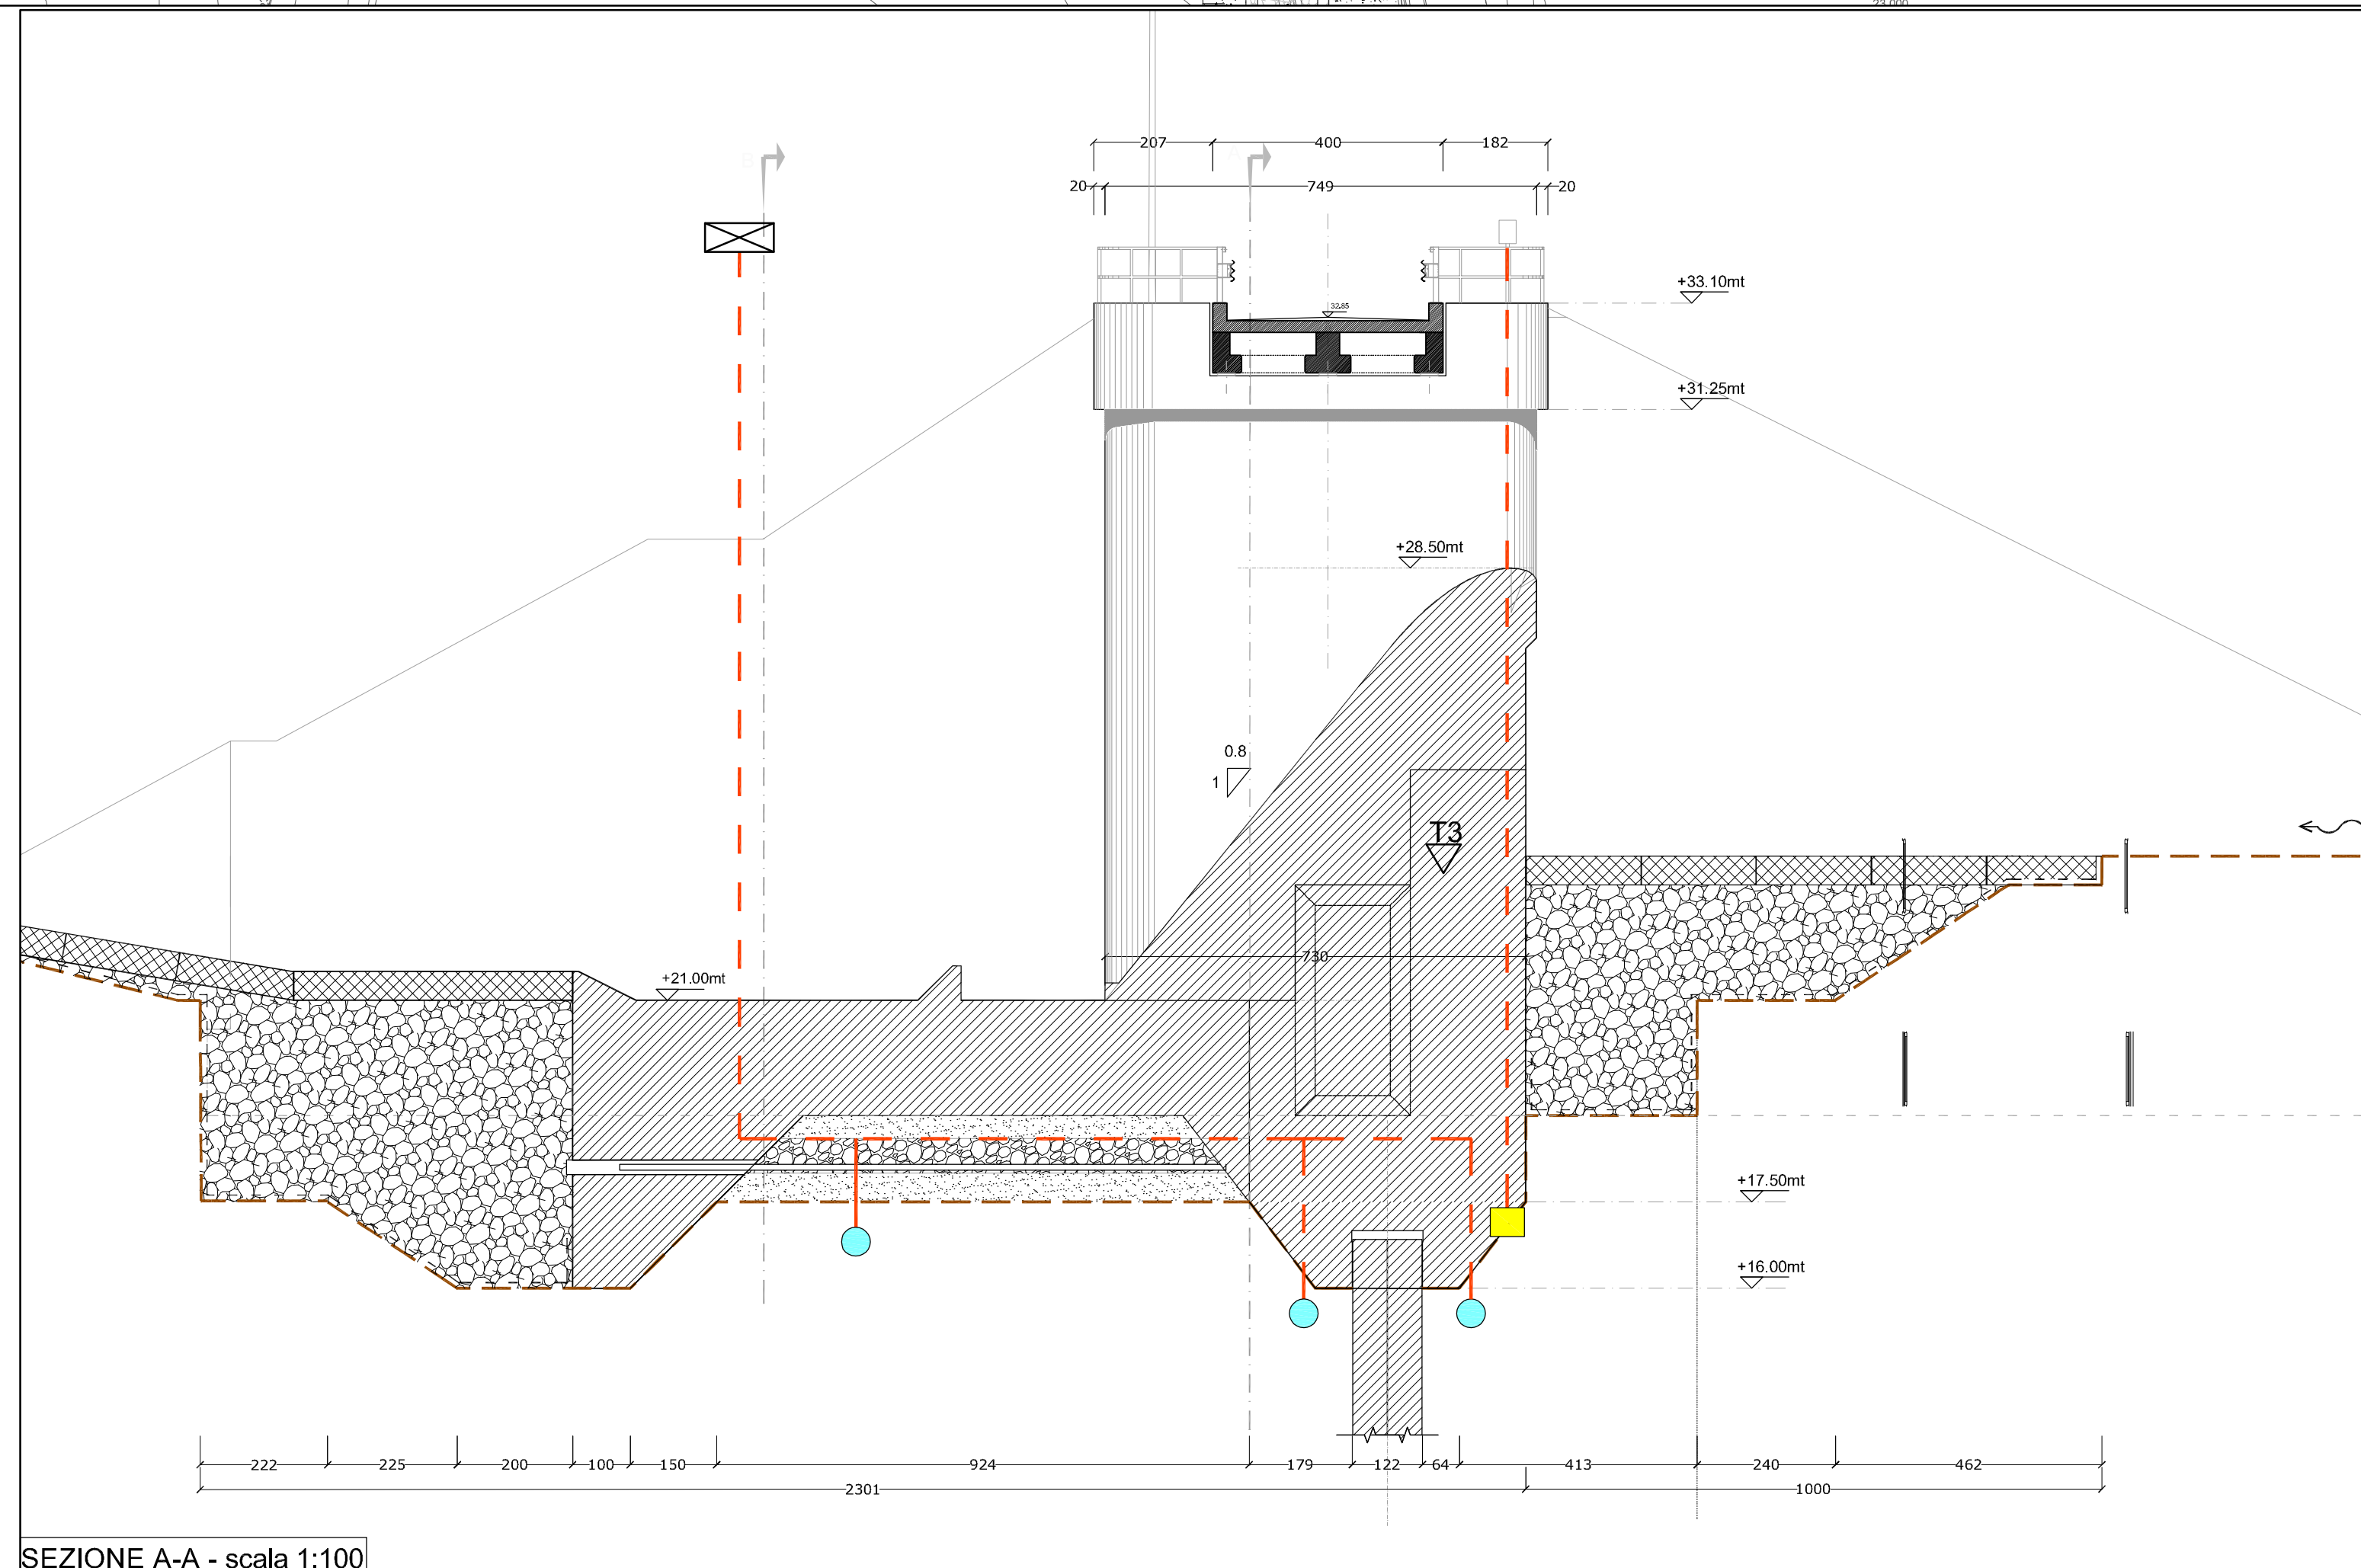 23.000
207 400 182
20 749 20
+33.10mt
32.85
+31.25mt
+28.50mt
0.8
1
T3
730
+21.00mt
+17.50mt
+16.00mt
222 225 200 100 150 924 179 122 64 413 240 462
2301 1000
SEZIONE A-A - scala 1:100